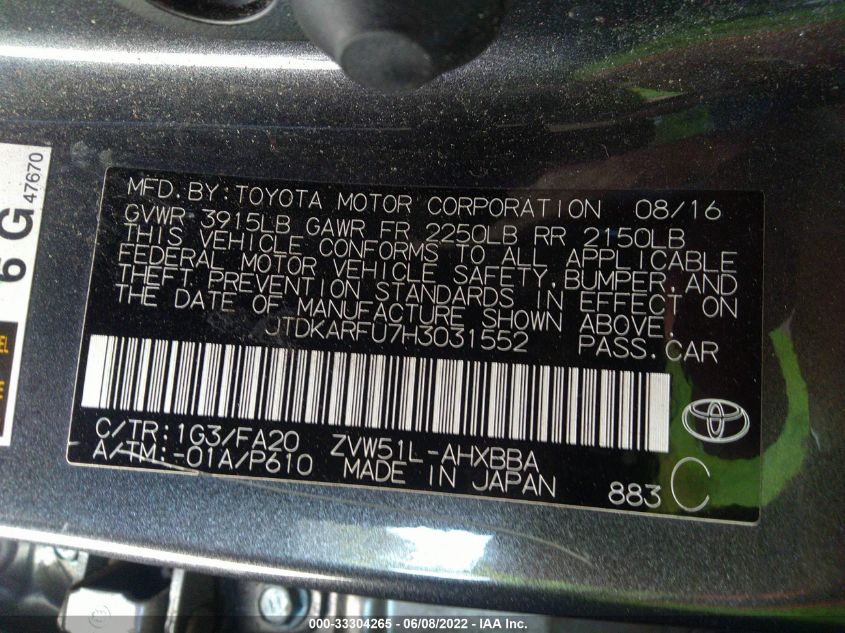 MFD. BY: TOYOTA MOTOR CORPORATION 08/16
GVWR 3915LB GAWR FR 2250LB RR 2150LB
THIS VEHICLE CONFORMS TO ALL APPLICABLE
FEDERAL MOTOR VEHICLE SAFETY, BUMPER, AND
THEFT PREVENTION STANDARDS IN EFFECT ON
THE DATE OF MANUFACTURE SHOWN ABOVE.
JTDKARFU7H3031552 PASS. CAR
C/TR: 1G3/FA20 ZVW51L-AHXBBA
A/TM: -01A/P610 MADE IN JAPAN
883 C
6 G
47670
000-33304265 - 06/08/2022 - IAA Inc.